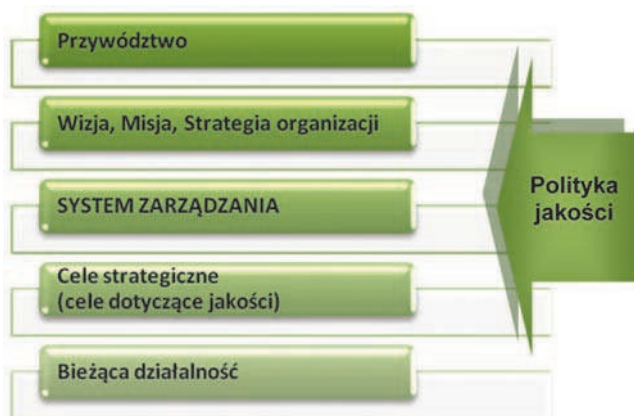 Przywództwo
Wizja, Misja, Strategia organizacji
SYSTEM ZARZĄDZANIA
Cele strategiczne
(cele dotyczące jakości)
Bieżąca działalność
Polityka
jakości